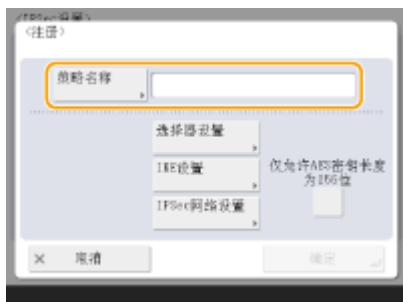 <IPSec设置>
<注册>
策略名称
选择器设置
IKE设置
仅允许AES密钥长度
为256位
IPSec网络设置
× 取消
确定